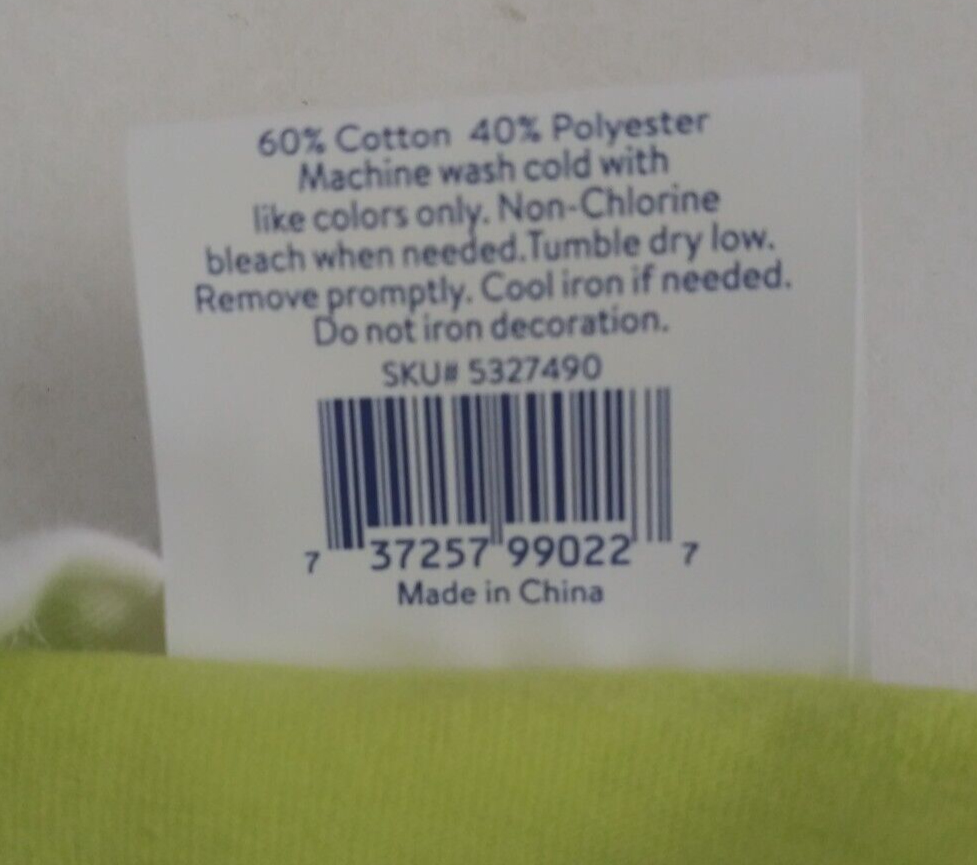 60% Cotton 40% Polyester
Machine wash cold with
like colors only. Non-Chlorine
bleach when needed.Tumble dry low.
Remove promptly. Cool iron if needed.
Do not iron decoration.
SKU# 5327490
7 37257 99022 7
Made in China